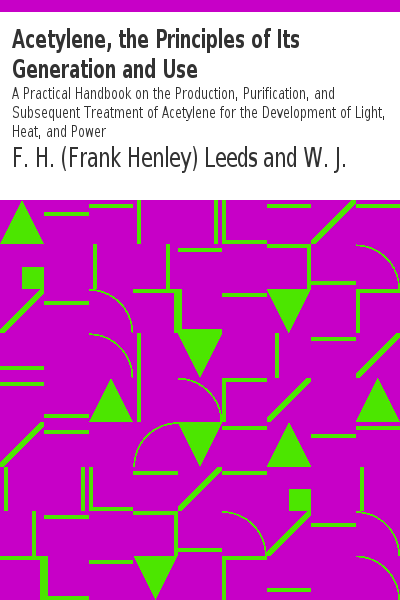 Acetylene, the Principles of Its
Generation and Use
A Practical Handbook on the Production, Purification, and
Subsequent Treatment of Acetylene for the Development of Light,
Heat, and Power
F. H. (Frank Henley) Leeds and W. J.